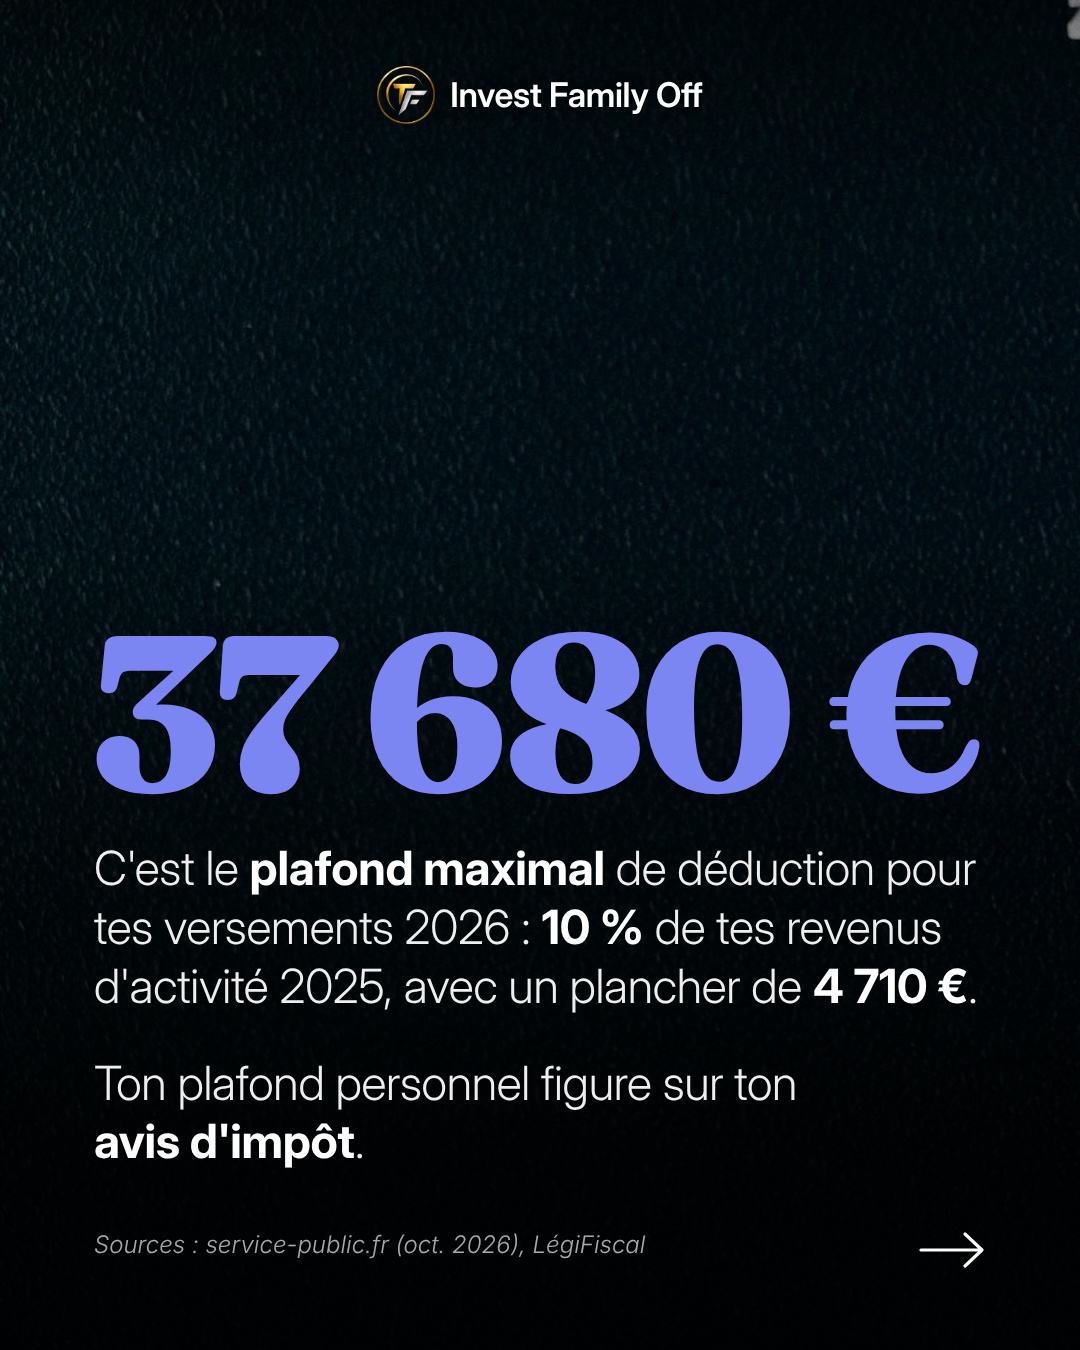 TF Invest Family Off
37 680 €
C'est le plafond maximal de déduction pour
tes versements 2026 : 10 % de tes revenus
d'activité 2025, avec un plancher de 4 710 €.
Ton plafond personnel figure sur ton
avis d'impôt.
Sources : service-public.fr (oct. 2026), LégiFiscal